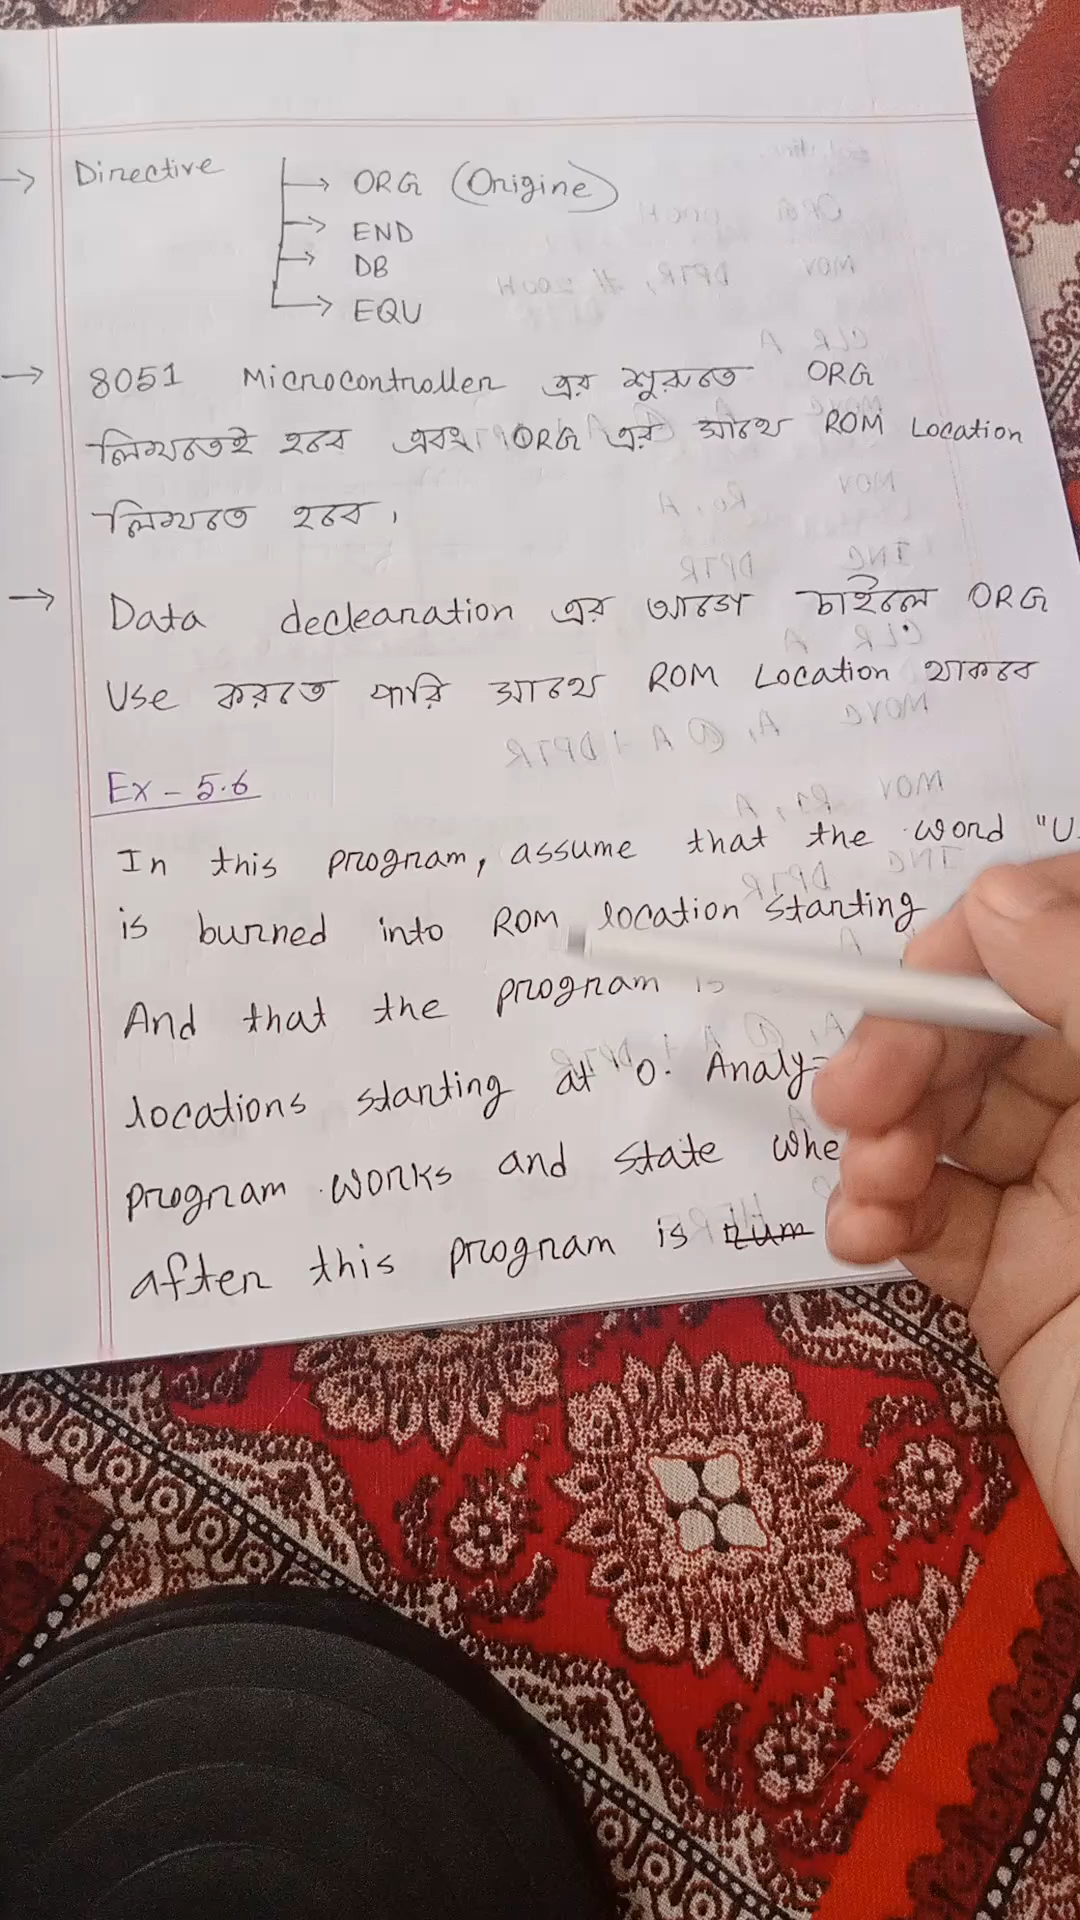 → Directive → ORG (Origine)
→ END
→ DB
→ EQU
→ 8051 Microcontroller এর শুরুতে ORG
লিখতেই হবে এবং ORG এর সাথে ROM Location
লিখতে হবে।
→ Data declearation এর আগে চাইলে ORG
Use করতে পারি সাথে ROM Location থাকবে
Ex - 5.6
In this program, assume that the word "U
is burned into ROM location starting
And that the program is
locations starting at 0. Analy
program works and state whe
after this program is